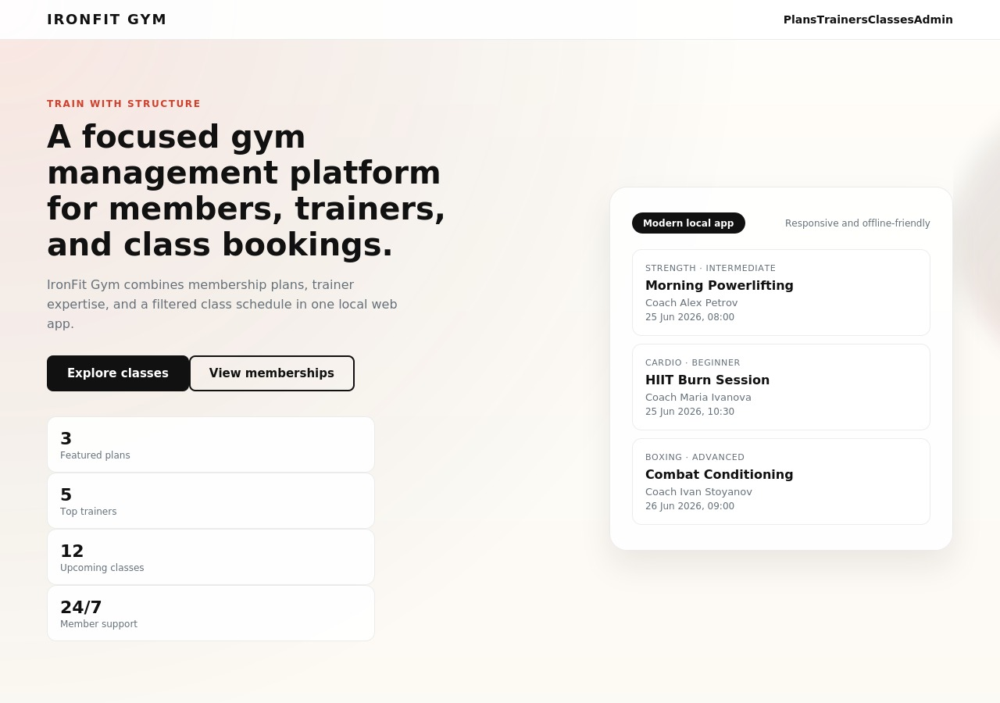 IRONFIT GYM
Plans Trainers Classes Admin
TRAIN WITH STRUCTURE
A focused gym
management platform
for members, trainers,
and class bookings.
IronFit Gym combines membership plans, trainer
expertise, and a filtered class schedule in one local web
app.
Explore classes
View memberships
3
Featured plans
5
Top trainers
12
Upcoming classes
24/7
Member support
Modern local app
Responsive and offline-friendly
STRENGTH · INTERMEDIATE
Morning Powerlifting
Coach Alex Petrov
25 Jun 2026, 08:00
CARDIO · BEGINNER
HIIT Burn Session
Coach Maria Ivanova
25 Jun 2026, 10:30
BOXING · ADVANCED
Combat Conditioning
Coach Ivan Stoyanov
26 Jun 2026, 09:00